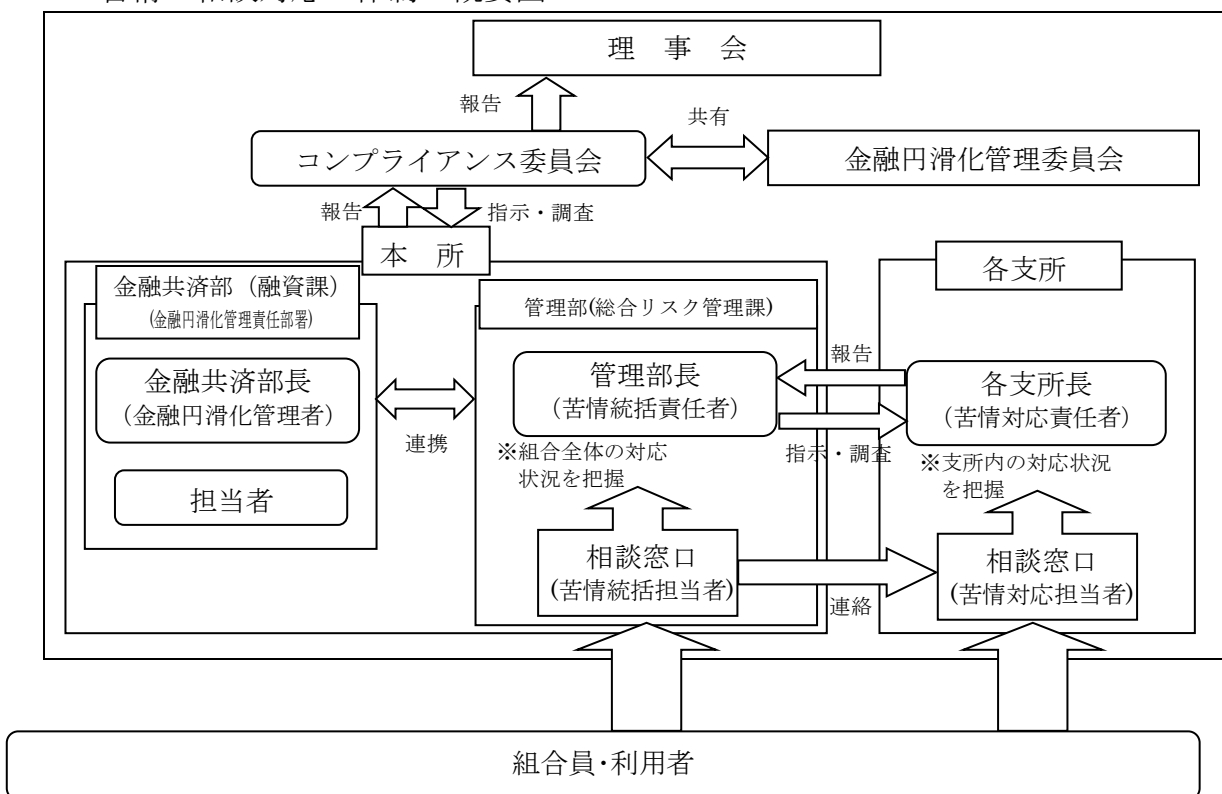 理 事 会
報告
共有
コンプライアンス委員会
金融円滑化管理委員会
報告
指示・調査
本 所
各支所
金融共済部（融資課）
(金融円滑化管理責任部署)
管理部(総合リスク管理課)
報告
金融共済部長
（金融円滑化管理者）
管理部長
（苦情統括責任者）
各支所長
（苦情対応責任者）
連携
指示・調査
※組合全体の対応
状況を把握
※支所内の対応状況
を把握
担当者
相談窓口
(苦情統括担当者)
相談窓口
(苦情対応担当者)
連絡
組合員･利用者